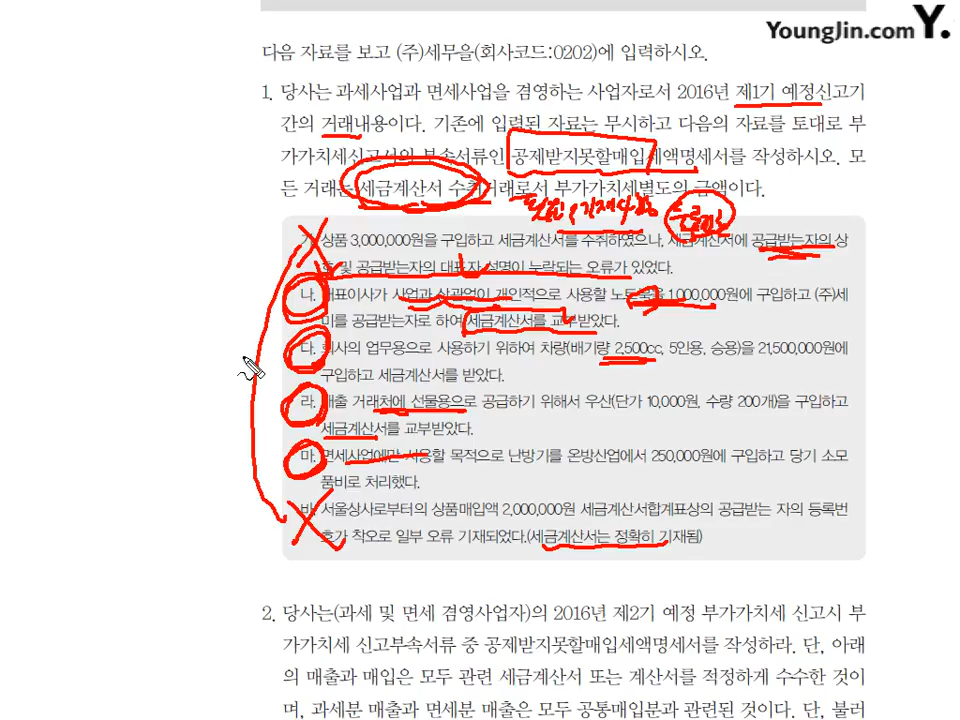 YoungJin.com Y.
다음 자료를 보고 (주)세무을(회사코드:0202)에 입력하시오.
1. 당사는 과세사업과 면세사업을 겸영하는 사업자로서 2016년 제1기 예정신고기
간의 거래내용이다. 기존에 입력된 자료는 무시하고 다음의 자료를 토대로 부
가가치세신고서의 부속서류인 공제받지못할매입세액명세서를 작성하시오. 모
든 거래는 세금계산서 수취거래로서 부가가치세별도의 금액이다.
가. 상품 3,000,000원을 구입하고 세금계산서를 수취하였으나, 세금계산서에 공급받는자의 상
호 및 공급받는자의 대표자 성명이 누락되는 오류가 있었다.
나. 대표이사가 사업과 상관없이 개인적으로 사용할 노트북을 1,000,000원에 구입하고 (주)세
미를 공급받는자로 하여 세금계산서를 교부받았다.
다. 회사의 업무용으로 사용하기 위하여 차량(배기량 2,500cc, 5인용, 승용)을 21,500,000원에
구입하고 세금계산서를 받았다.
라. 매출 거래처에 선물용으로 공급하기 위해서 우산(단가 10,000원, 수량 200개)을 구입하고
세금계산서를 교부받았다.
마. 면세사업에만 사용할 목적으로 난방기를 온방산업에서 250,000원에 구입하고 당기 소모
품비로 처리했다.
바. 서울상사로부터의 상품매입액 2,000,000원 세금계산서합계표상의 공급받는 자의 등록번
호가 착오로 일부 오류 기재되었다.(세금계산서는 정확히 기재됨)
2. 당사는(과세 및 면세 겸영사업자)의 2016년 제2기 예정 부가가치세 신고시 부
가가치세 신고부속서류 중 공제받지못할매입세액명세서를 작성하라. 단, 아래
의 매출과 매입은 모두 관련 세금계산서 또는 계산서를 적정하게 수수한 것이
며, 과세분 매출과 면세분 매출은 모두 공통매입분과 관련된 것이다. 단, 불러